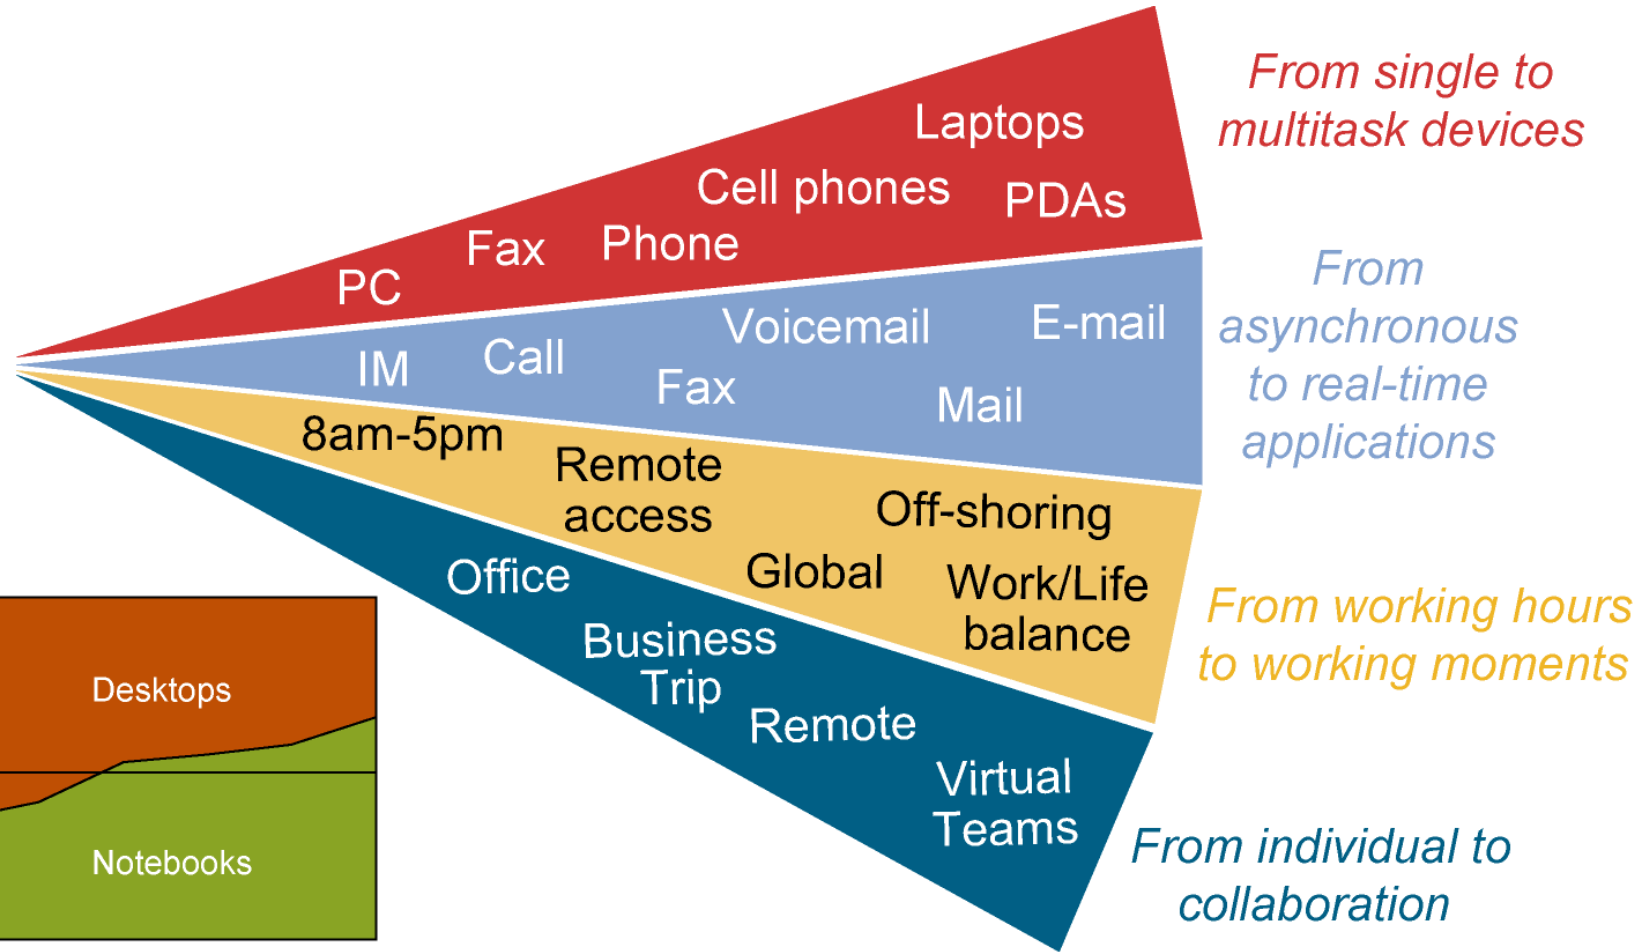 Laptops
Cell phones
PDAs
Fax
Phone
PC
From single to
multitask devices
Voicemail
E-mail
IM
Call
Fax
Mail
From
asynchronous
to real-time
applications
8am-5pm
Remote
access
Off-shoring
Global
Work/Life
balance
From working hours
to working moments
Office
Business
Trip
Remote
Virtual
Teams
From individual to
collaboration
Desktops
Notebooks